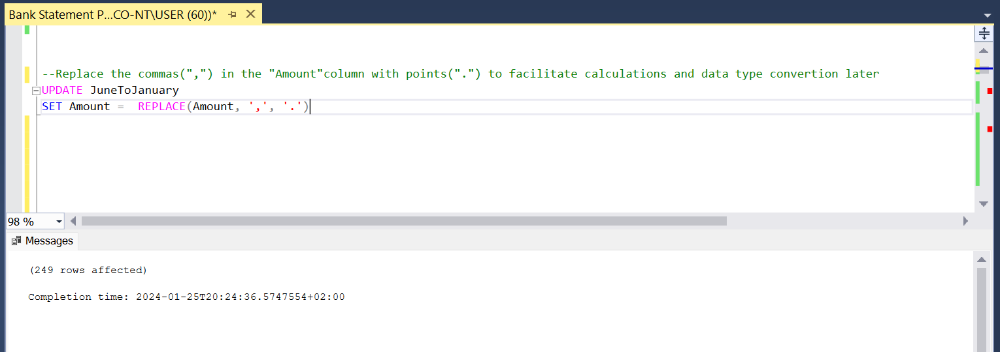 Bank Statement P...CO-NT\USER (60))*
--Replace the commas(",") in the "Amount"column with points(".") to facilitate calculations and data type convertion later
UPDATE JuneToJanuary
SET Amount =  REPLACE(Amount, ',', '.')
98 %
Messages
(249 rows affected)
Completion time: 2024-01-25T20:24:36.5747554+02:00